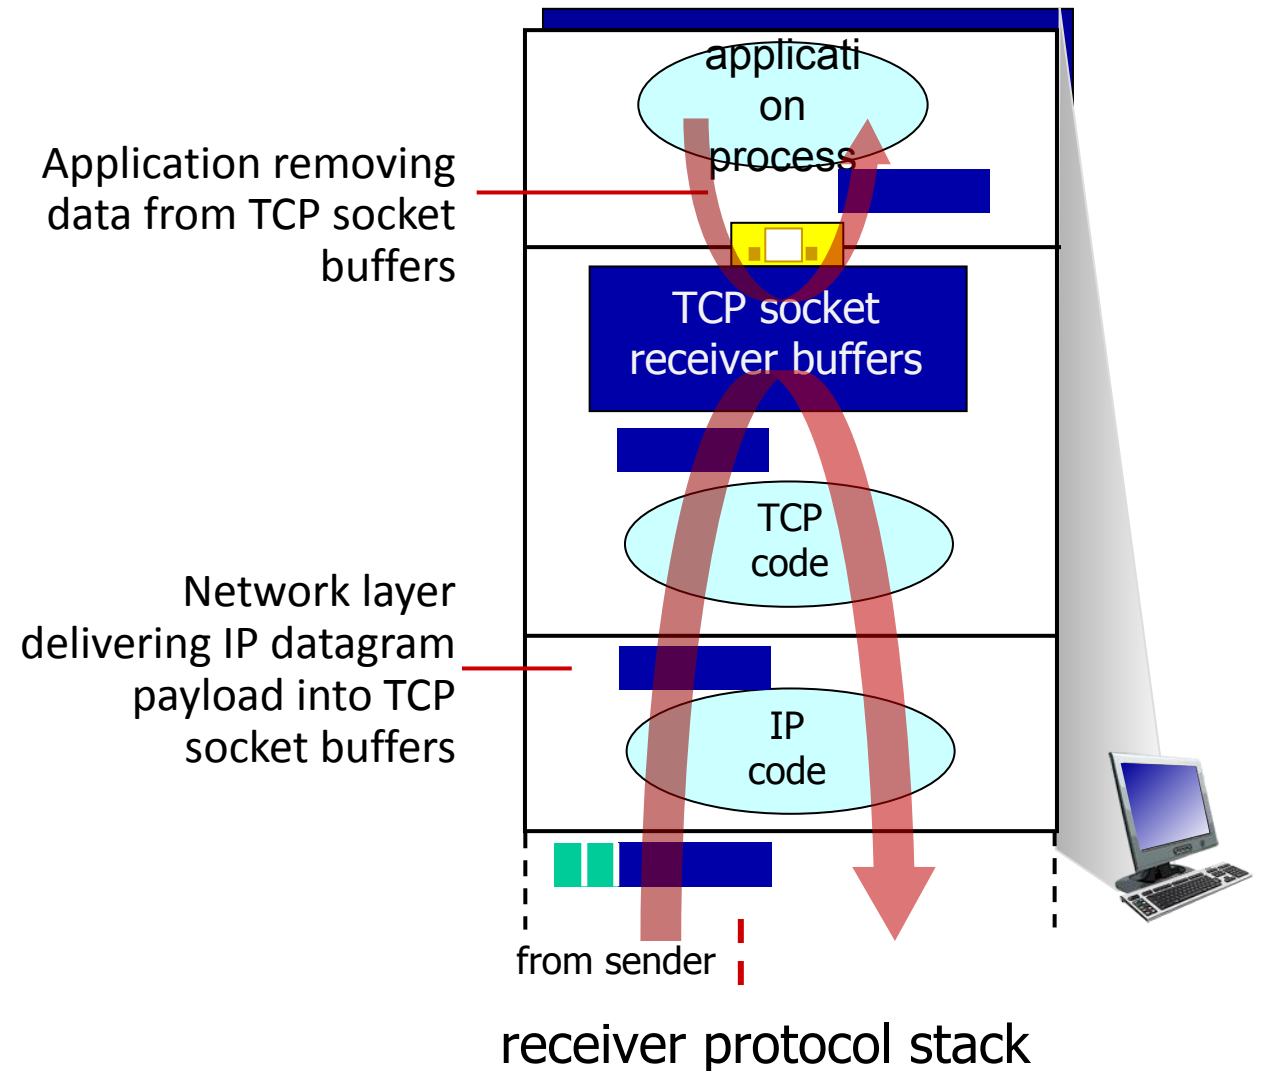 applicati
on
process
Application removing
data from TCP socket
buffers
TCP socket
receiver buffers
TCP
code
Network layer
delivering IP datagram
payload into TCP
socket buffers
IP
code
from sender
receiver protocol stack